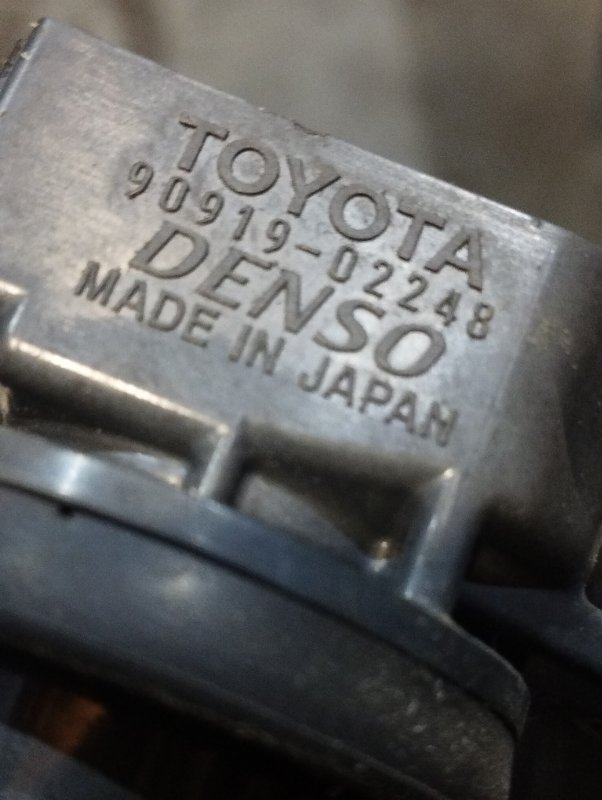 TOYOTA
90919-02248
DENSO
MADE IN JAPAN